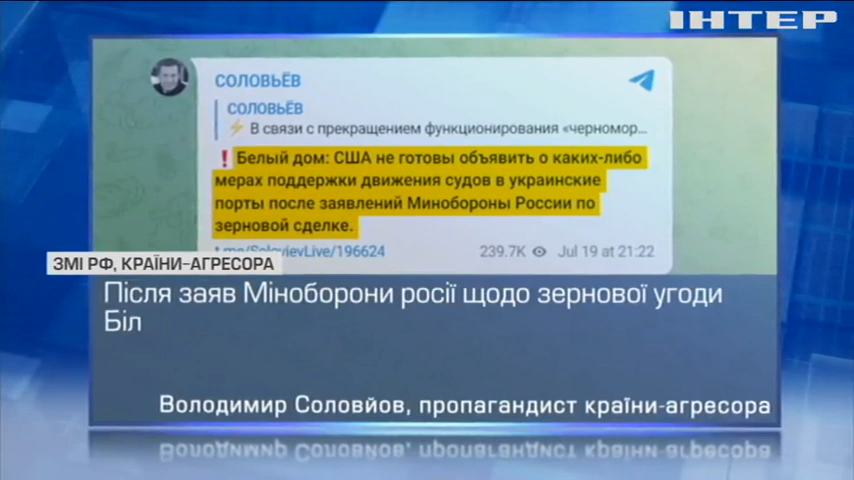 ІНТЕР
СОЛОВЬЁВ
СОЛОВЬЁВ
⚡ В связи с прекращением функционирования «черномор...
❗ Белый дом: США не готовы объявить о каких-либо
мерах поддержки движения судов в украинские
порты после заявлений Минобороны России по
зерновой сделке.
t.me/SolovievLive/196624 239.7K Jul 19 at 21:22
ЗМІ РФ, КРАЇНИ-АГРЕСОРА
Після заяв Міноборони росії щодо зернової угоди
Біл
Володимир Соловйов, пропагандист країни-агресора